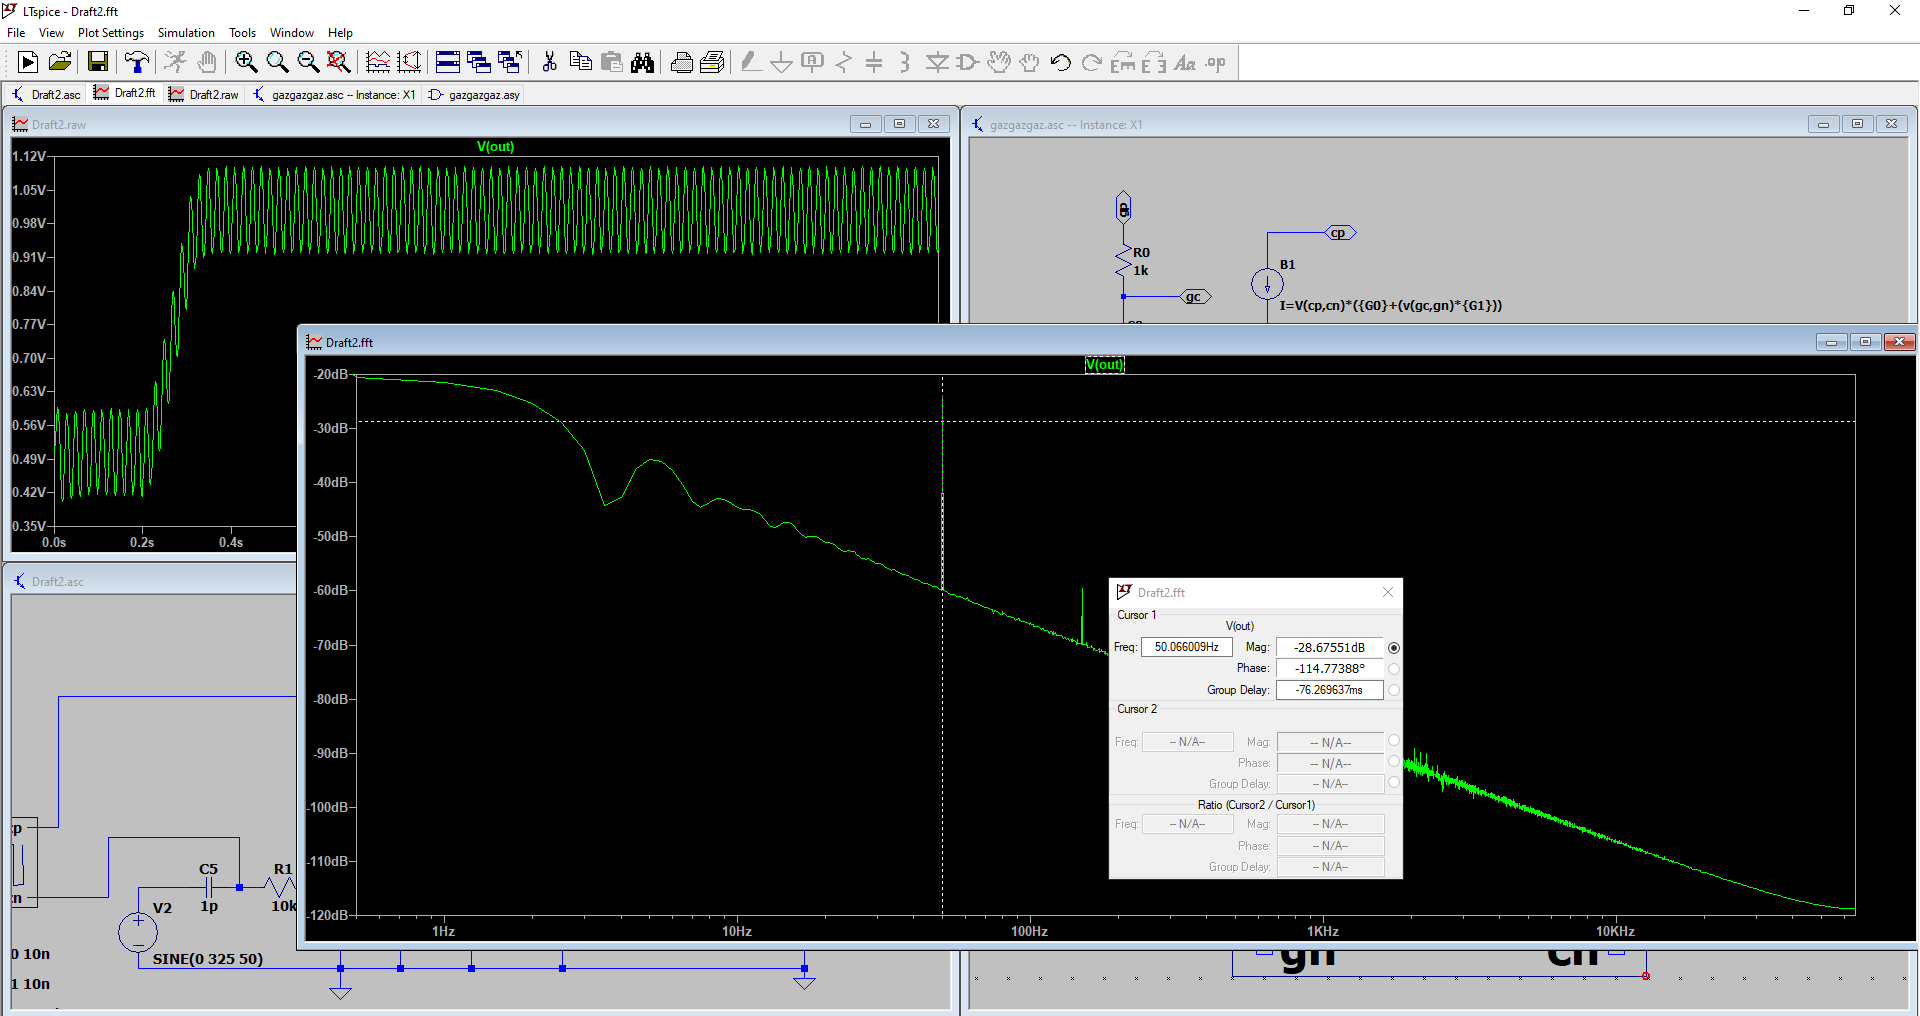 LTspice - Draft2.fft
File View Plot Settings Simulation Tools Window Help
Draft2.asc Draft2.fft Draft2.raw gazgazgaz.asc -- Instance: X1 gazgazgaz.asy
Draft2.raw
V(out)
1.12V
1.05V
0.98V
0.91V
0.84V
0.77V
0.70V
0.63V
0.56V
0.49V
0.42V
0.35V
0.0s 0.2s 0.4s
gazgazgaz.asc -- Instance: X1
cp
R0
1k
B1
gc
I=V(cp,cn)*({G0}+(v(gc,gn)*{G1}))
Draft2.fft
V(out)
-20dB
-30dB
-40dB
-50dB
-60dB
-70dB
-80dB
-90dB
-100dB
-110dB
-120dB
1Hz 10Hz 100Hz 1KHz 10KHz
Draft2.fft
Cursor 1
V(out)
Freq: 50.066009Hz Mag: -28.67551dB
Phase: -114.77388°
Group Delay: -76.269637ms
Cursor 2
Freq: -- N/A-- Mag: -- N/A--
Phase: -- N/A--
Group Delay: -- N/A--
Ratio (Cursor2 / Cursor1)
Freq: -- N/A-- Mag: -- N/A--
Phase: -- N/A--
Group Delay: -- N/A--
Draft2.asc
cp
cn
C5
1p
R1
10k
V2
SINE(0 325 50)
0 10n
1 10n
gn cn